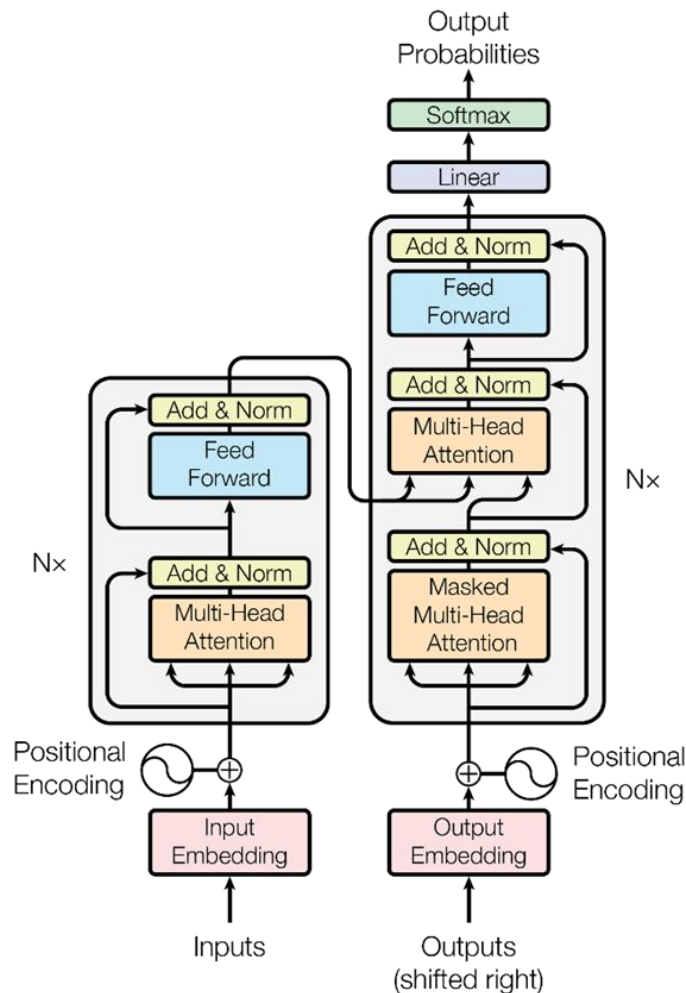 Output
Probabilities
Softmax
Linear
Add & Norm
Feed
Forward
Add & Norm
Multi-Head
Attention
Nx
Add & Norm
Masked
Multi-Head
Attention
Add & Norm
Feed
Forward
Nx
Add & Norm
Multi-Head
Attention
Positional
Encoding
Positional
Encoding
Input
Embedding
Output
Embedding
Inputs
Outputs
(shifted right)